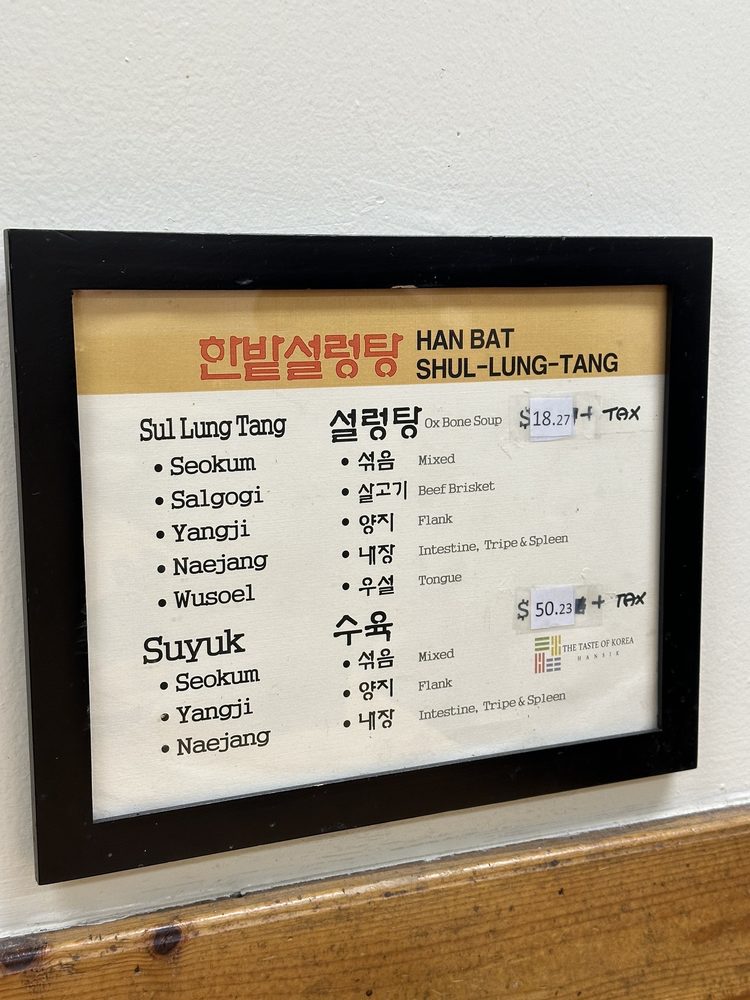 한밭설렁탕 HAN BAT
SHUL-LUNG-TANG
Sul Lung Tang 설렁탕 Ox Bone Soup $18.27 + TAX
• Seokum • 섞음 Mixed
• Salgogi • 살고기 Beef Brisket
• Yangji • 양지 Flank
• Naejang • 내장 Intestine, Tripe & Spleen
• Wusoel • 우설 Tongue
Suyuk 수육 $50.23 + TAX
• Seokum • 섞음 Mixed
• Yangji • 양지 Flank
• Naejang • 내장 Intestine, Tripe & Spleen
THE TASTE OF KOREA
HANSIK